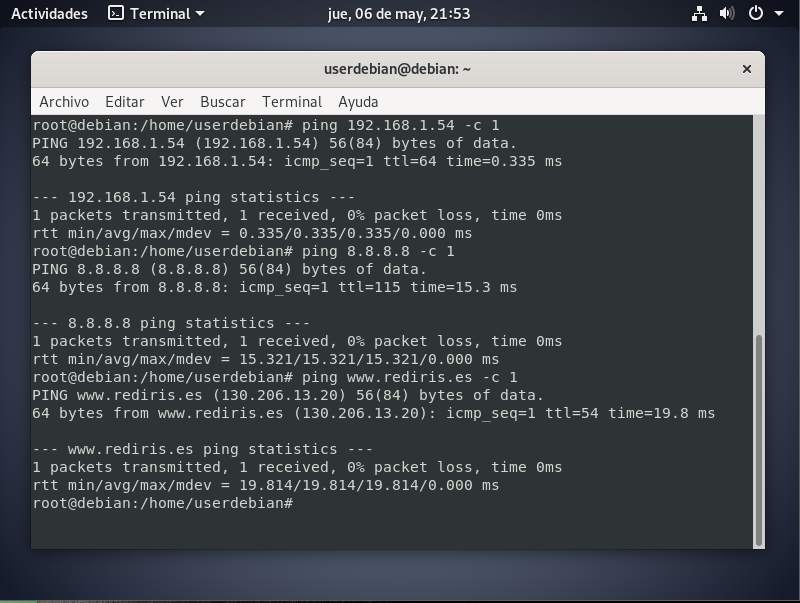 Actividades Terminal jue, 06 de may, 21:53
userdebian@debian: ~
Archivo Editar Ver Buscar Terminal Ayuda
root@debian:/home/userdebian# ping 192.168.1.54 -c 1
PING 192.168.1.54 (192.168.1.54) 56(84) bytes of data.
64 bytes from 192.168.1.54: icmp_seq=1 ttl=64 time=0.335 ms

--- 192.168.1.54 ping statistics ---
1 packets transmitted, 1 received, 0% packet loss, time 0ms
rtt min/avg/max/mdev = 0.335/0.335/0.335/0.000 ms
root@debian:/home/userdebian# ping 8.8.8.8 -c 1
PING 8.8.8.8 (8.8.8.8) 56(84) bytes of data.
64 bytes from 8.8.8.8: icmp_seq=1 ttl=115 time=15.3 ms

--- 8.8.8.8 ping statistics ---
1 packets transmitted, 1 received, 0% packet loss, time 0ms
rtt min/avg/max/mdev = 15.321/15.321/15.321/0.000 ms
root@debian:/home/userdebian# ping www.rediris.es -c 1
PING www.rediris.es (130.206.13.20) 56(84) bytes of data.
64 bytes from www.rediris.es (130.206.13.20): icmp_seq=1 ttl=54 time=19.8 ms

--- www.rediris.es ping statistics ---
1 packets transmitted, 1 received, 0% packet loss, time 0ms
rtt min/avg/max/mdev = 19.814/19.814/19.814/0.000 ms
root@debian:/home/userdebian#